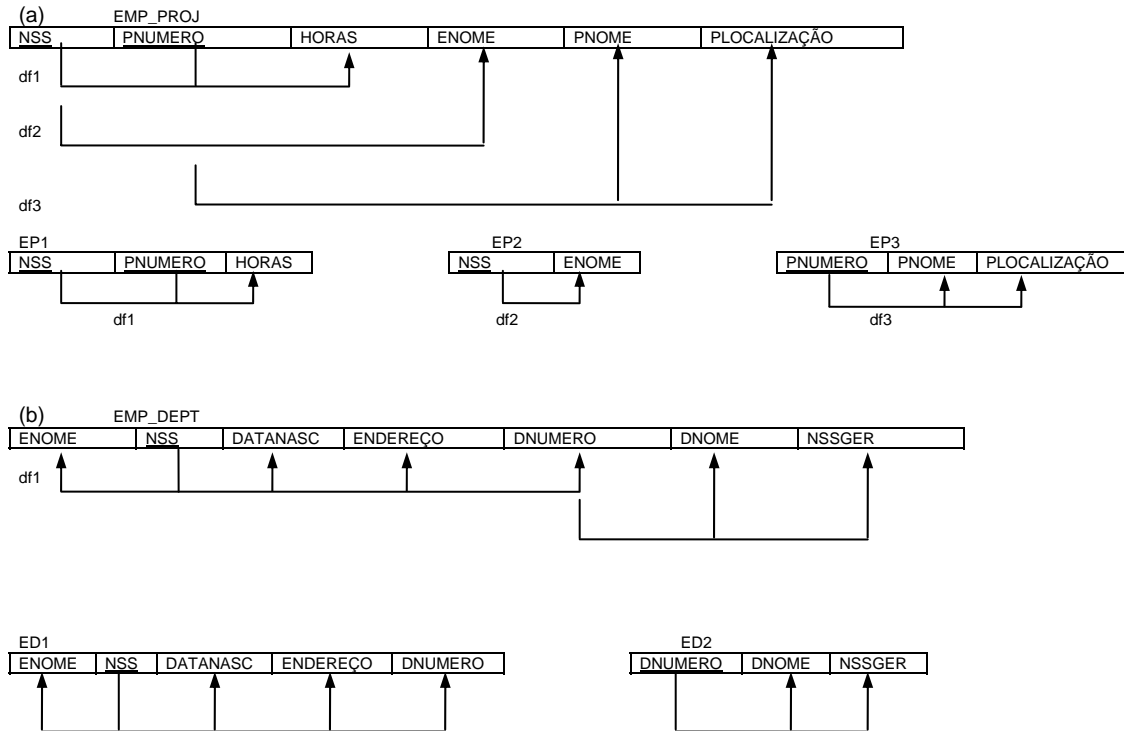 (a) EMP_PROJ
NSS PNUMERO HORAS ENOME PNOME PLOCALIZAÇÃO
df1
df2
df3
EP1 EP2 EP3
NSS PNUMERO HORAS NSS ENOME PNUMERO PNOME PLOCALIZAÇÃO
df1 df2 df3
(b) EMP_DEPT
ENOME NSS DATANASC ENDEREÇO DNUMERO DNOME NSSGER
df1
ED1 ED2
ENOME NSS DATANASC ENDEREÇO DNUMERO DNUMERO DNOME NSSGER